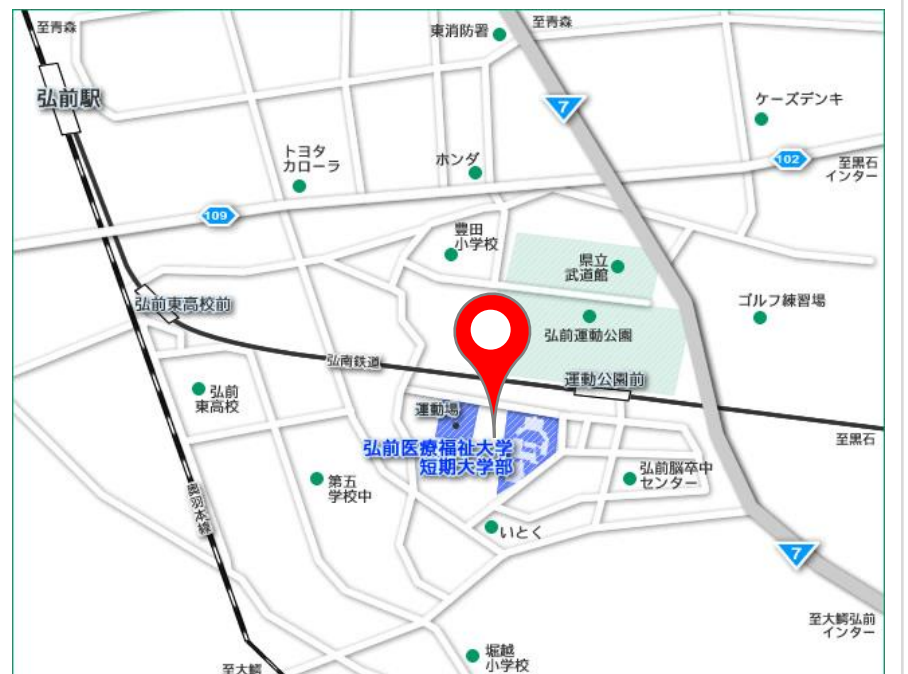 至青森
東消防署
至青森
弘前駅
7
ケーズデンキ
トヨタ
カローラ
ホンダ
102
至黒石
インター
109
豊田
小学校
県立
武道館
弘前東高校前
弘前運動公園
ゴルフ練習場
弘南鉄道
運動公園前
弘前
東高校
運動場
至黒石
弘前医療福祉大学
短期大学部
第五
学校中
弘前脳卒中
センター
奥羽本線
いとく
7
至大鰐弘前
インター
堀越
小学校
至大鰐